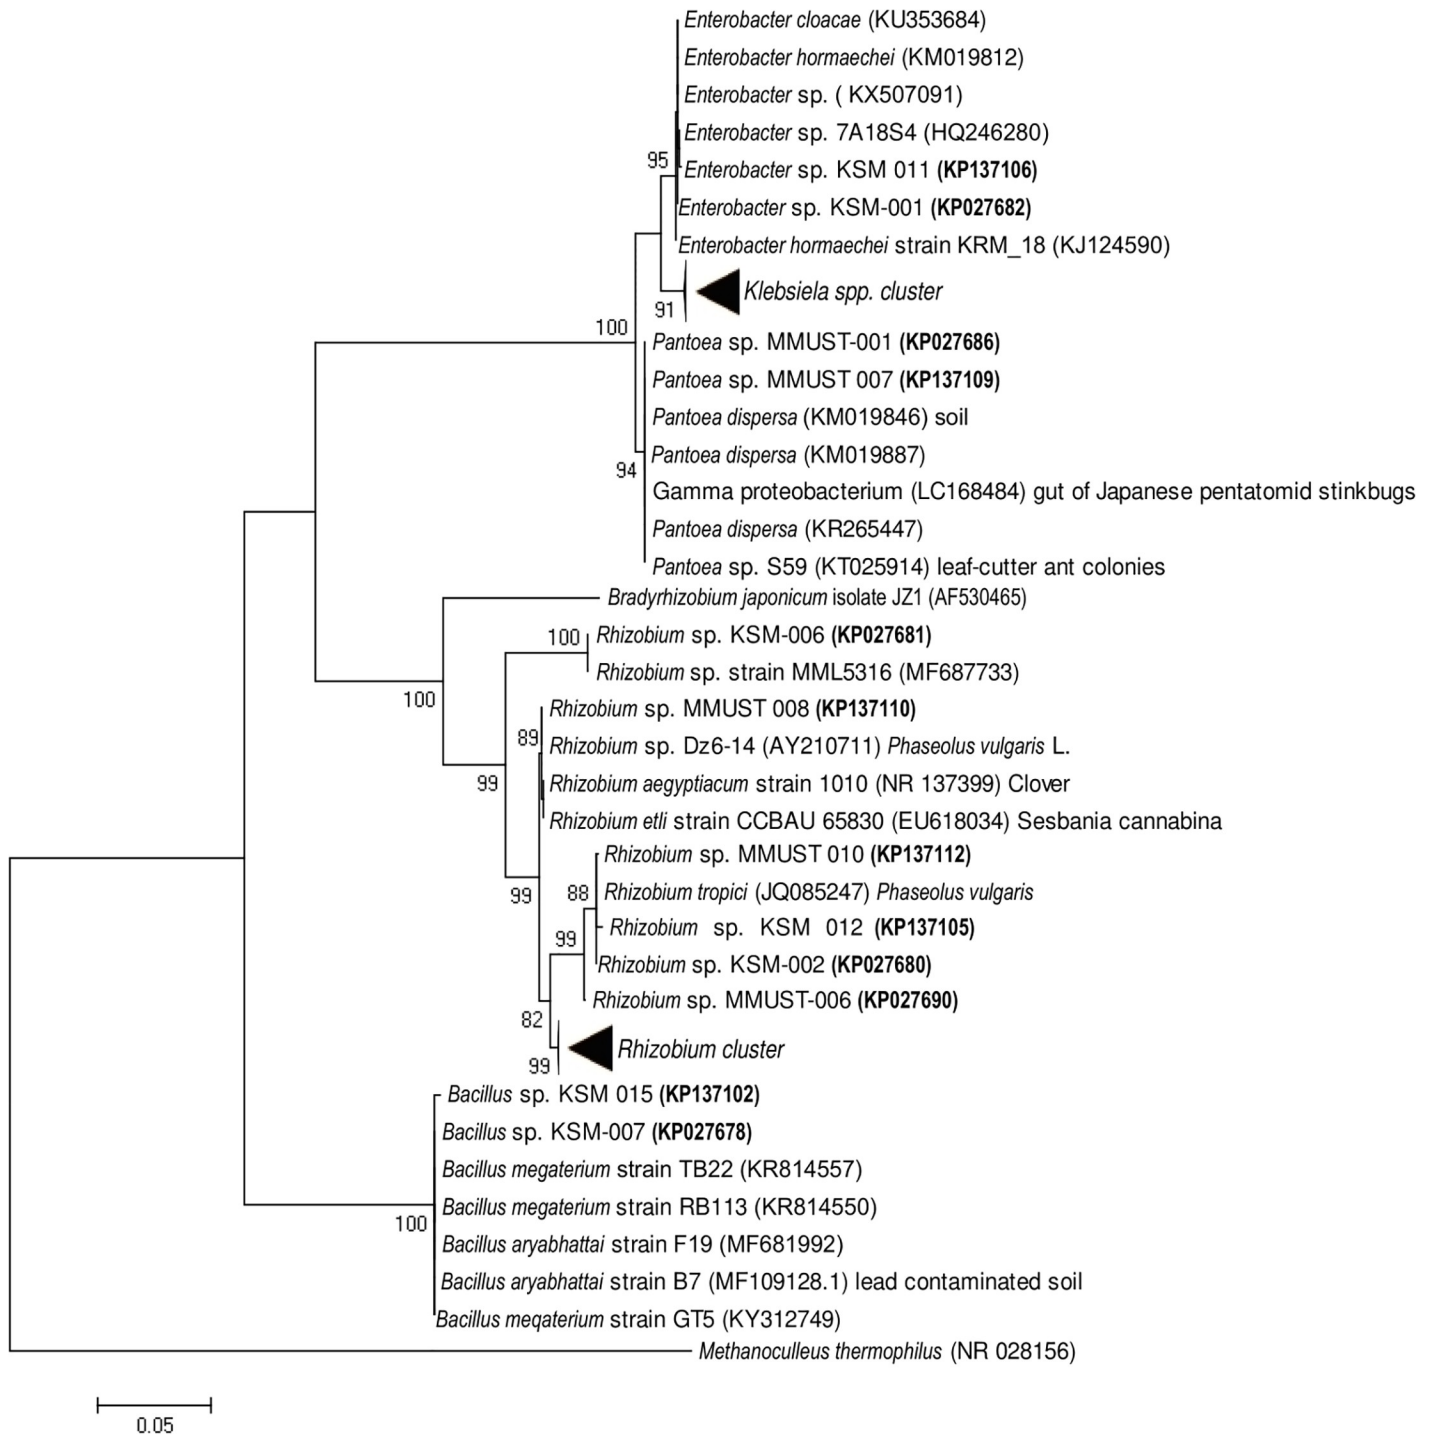 Enterobacter cloacae (KU353684)
Enterobacter hormaechei (KM019812)
Enterobacter sp. ( KX507091)
Enterobacter sp. 7A18S4 (HQ246280)
95
Enterobacter sp. KSM 011 (KP137106)
Enterobacter sp. KSM-001 (KP027682)
Enterobacter hormaechei strain KRM_18 (KJ124590)
Klebsiela spp. cluster
91
100
Pantoea sp. MMUST-001 (KP027686)
Pantoea sp. MMUST 007 (KP137109)
Pantoea dispersa (KM019846) soil
Pantoea dispersa (KM019887)
94
Gamma proteobacterium (LC168484) gut of Japanese pentatomid stinkbugs
Pantoea dispersa (KR265447)
Pantoea sp. S59 (KT025914) leaf-cutter ant colonies
Bradyrhizobium japonicum isolate JZ1 (AF530465)
100
Rhizobium sp. KSM-006 (KP027681)
Rhizobium sp. strain MML5316 (MF687733)
100
Rhizobium sp. MMUST 008 (KP137110)
89
Rhizobium sp. Dz6-14 (AY210711) Phaseolus vulgaris L.
99
Rhizobium aegyptiacum strain 1010 (NR 137399) Clover
Rhizobium etli strain CCBAU 65830 (EU618034) Sesbania cannabina
Rhizobium sp. MMUST 010 (KP137112)
99
88
Rhizobium tropici (JQ085247) Phaseolus vulgaris
Rhizobium sp. KSM 012 (KP137105)
99
Rhizobium sp. KSM-002 (KP027680)
Rhizobium sp. MMUST-006 (KP027690)
82
Rhizobium cluster
99
Bacillus sp. KSM 015 (KP137102)
Bacillus sp. KSM-007 (KP027678)
Bacillus megaterium strain TB22 (KR814557)
Bacillus megaterium strain RB113 (KR814550)
100
Bacillus aryabhattai strain F19 (MF681992)
Bacillus aryabhattai strain B7 (MF109128.1) lead contaminated soil
Bacillus meqaterium strain GT5 (KY312749)
Methanoculleus thermophilus (NR 028156)
0.05